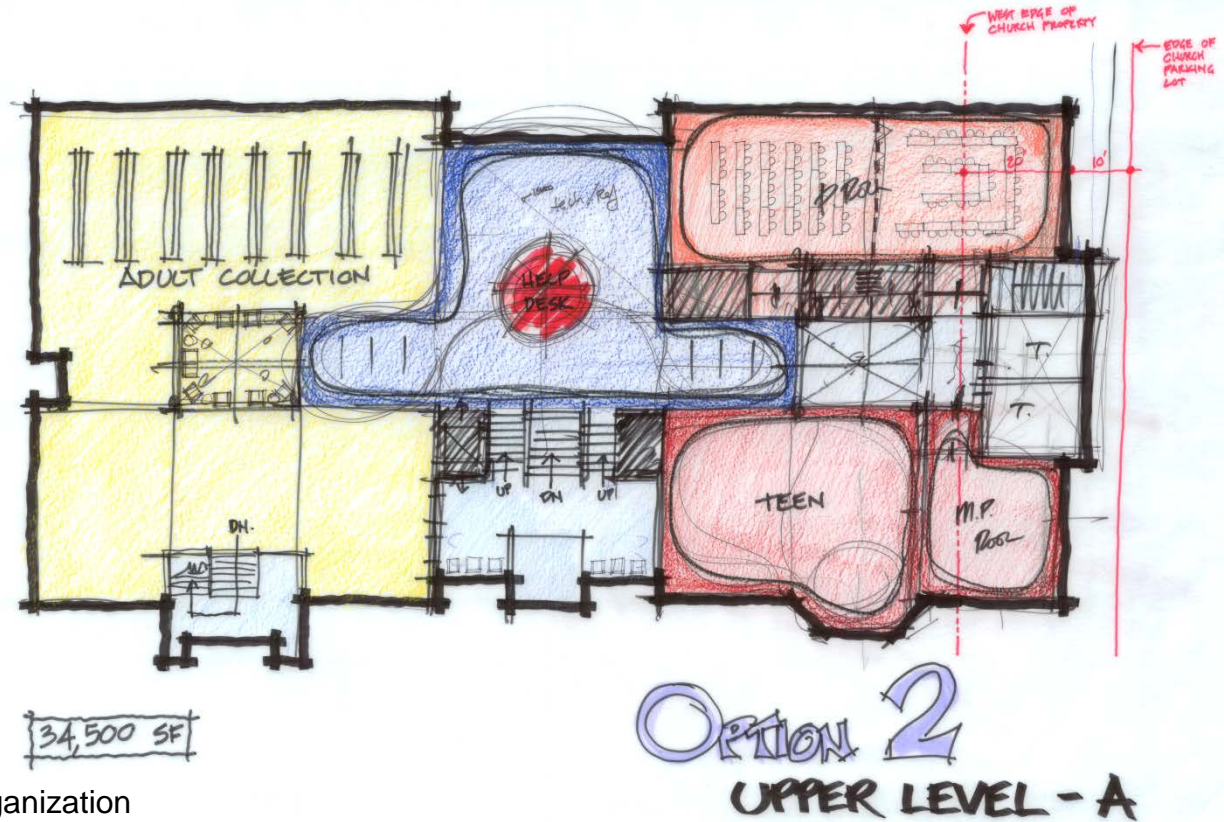 WEST EDGE OF
CHURCH PROPERTY
EDGE OF
CHURCH
PARKING
LOT
20'
10'
ADULT COLLECTION
HELP
DESK
T.
T.
UP
DN
UP
TEEN
M.P.
DN.
34,500 SF
OPTION 2
UPPER LEVEL - A
ganization